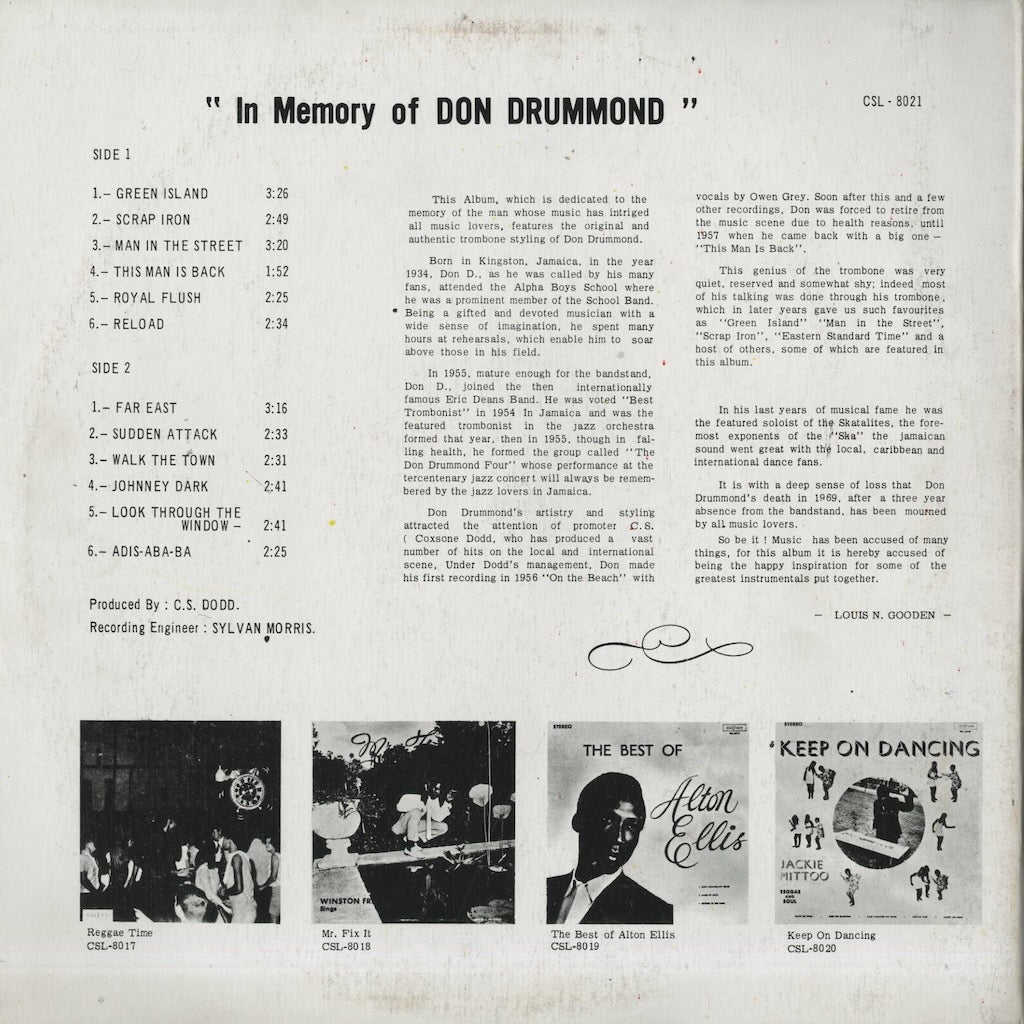 " In Memory of DON DRUMMOND "
CSL - 8021
SIDE 1
1.- GREEN ISLAND 3:26
2.- SCRAP IRON 2:49
3.- MAN IN THE STREET 3:20
4.- THIS MAN IS BACK 1:52
5.- ROYAL FLUSH 2:25
6.- RELOAD 2:34
SIDE 2
1.- FAR EAST 3:16
2.- SUDDEN ATTACK 2:33
3.- WALK THE TOWN 2:31
4.- JOHNNEY DARK 2:41
5.- LOOK THROUGH THE
WINDOW - 2:41
6.- ADIS-ABA-BA 2:25
Produced By : C.S. DODD.
Recording Engineer : SYLVAN MORRIS.
This Album, which is dedicated to the
memory of the man whose music has intriged
all music lovers, features the original and
authentic trombone styling of Don Drummond.
Born in Kingston, Jamaica, in the year
1934, Don D., as he was called by his many
fans, attended the Alpha Boys School where
he was a prominent member of the School Band.
Being a gifted and devoted musician with a
wide sense of imagination, he spent many
hours at rehearsals, which enable him to soar
above those in his field.
In 1955, mature enough for the bandstand,
Don D., joined the then internationally
famous Eric Deans Band. He was voted "Best
Trombonist" in 1954 In Jamaica and was the
featured trombonist in the jazz orchestra
formed that year, then in 1955, though in fal-
ling health, he formed the group called "The
Don Drummond Four" whose performance at the
tercentenary jazz concert will always be remem-
bered by the jazz lovers in Jamaica.
Don Drummond's artistry and styling
attracted the attention of promoter C.S.
( Coxsone Dodd, who has produced a vast
number of hits on the local and international
scene, Under Dodd's management, Don made
his first recording in 1956 "On the Beach" with
vocals by Owen Grey. Soon after this and a few
other recordings, Don was forced to retire from
the music scene due to health reasons, until
1957 when he came back with a big one —
"This Man Is Back".
This genius of the trombone was very
quiet, reserved and somewhat shy; indeed most
of his talking was done through his trombone,
which in later years gave us such favourites
as "Green Island" "Man in the Street",
"Scrap Iron", "Eastern Standard Time" and a
host of others, some of which are featured in
this album.
In his last years of musical fame he was
the featured soloist of the Skatalites, the fore-
most exponents of the "Ska" the jamaican
sound went great with the local, caribbean and
international dance fans.
It is with a deep sense of loss that Don
Drummond's death in 1969, after a three year
absence from the bandstand, has been mourned
by all music lovers.
So be it ! Music has been accused of many
things, for this album it is hereby accused of
being the happy inspiration for some of the
greatest instrumentals put together.
— LOUIS N. GOODEN —
WINSTON FR
Sings
STEREO
THE BEST OF
Alton
Ellis
STEREO
KEEP ON DANCING
JACKIE
MITTOO
REGGAE
AND
SOUL
Reggae Time
CSL-8017
Mr. Fix It
CSL-8018
The Best of Alton Ellis
CSL-8019
Keep On Dancing
CSL-8020